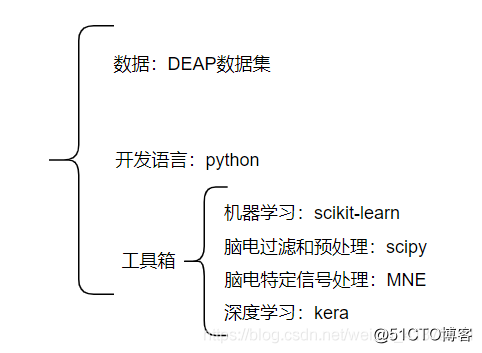 数据：DEAP数据集
开发语言：python
工具箱
机器学习：scikit-learn
脑电过滤和预处理：scipy
脑电特定信号处理：MNE
深度学习：kera
https://blog.csdn.net/wei
@51CTO博客